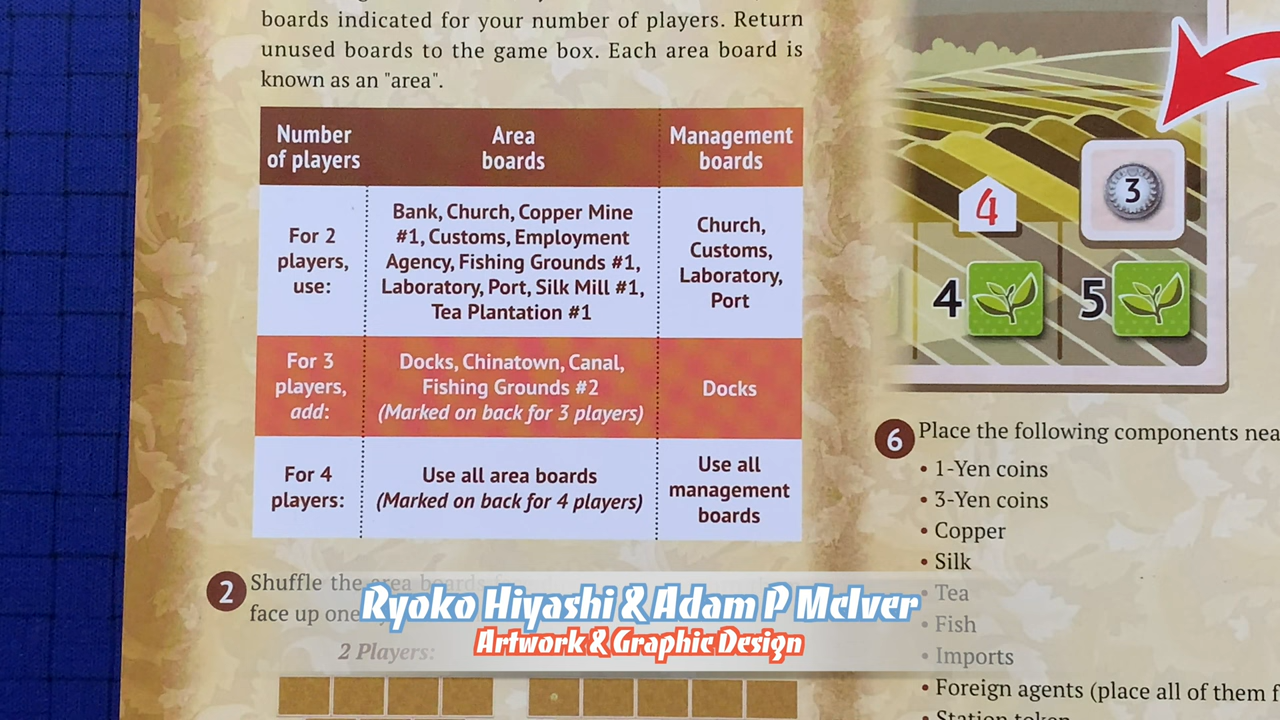 boards indicated for your number of players. Return
unused boards to the game box. Each area board is
known as an "area".
Number
of players
Area
boards
Management
boards
For 2
players,
use:
Bank, Church, Copper Mine
#1, Customs, Employment
Agency, Fishing Grounds #1,
Laboratory, Port, Silk Mill #1,
Tea Plantation #1
Church,
Customs,
Laboratory,
Port
For 3
players,
add:
Docks, Chinatown, Canal,
Fishing Grounds #2
(Marked on back for 3 players)
Docks
For 4
players:
Use all area boards
(Marked on back for 4 players)
Use all
management
boards
2 Shuffle the area boards
face up one
2 Players:
4
3
4
5
6 Place the following components nea
• 1-Yen coins
• 3-Yen coins
• Copper
• Silk
• Tea
• Fish
• Imports
• Foreign agents (place all of them f
• Station token
Ryoko Hiyashi & Adam P McIver
Artwork & Graphic Design